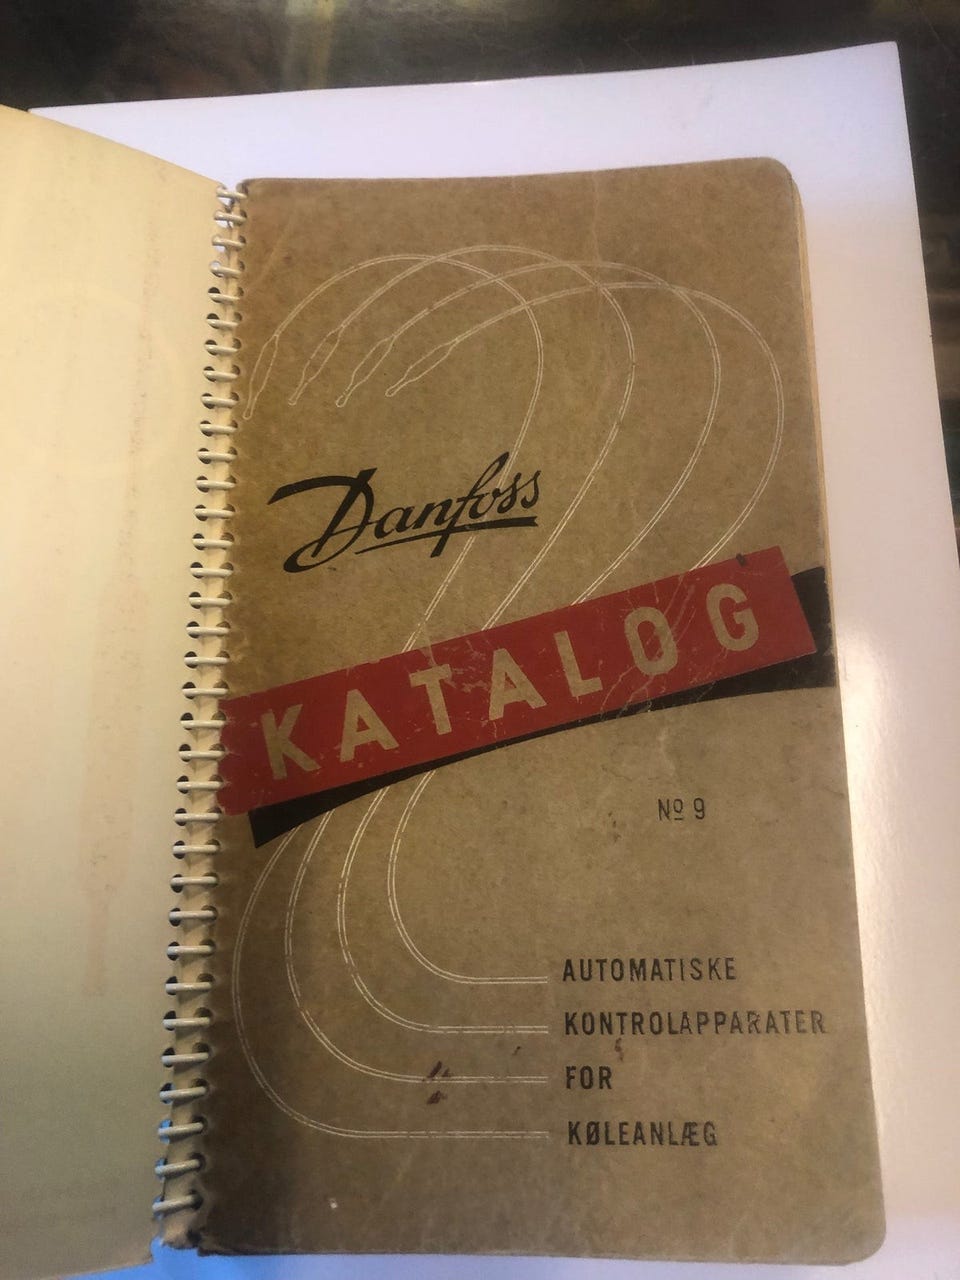 Danfoss
KATALOG
Nº 9
AUTOMATISKE
KONTROLAPPARATER
FOR
KØLEANLÆG